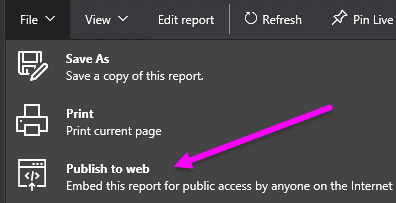 File View Edit report Refresh Pin Live
Save As
Save a copy of this report.
Print
Print current page
Publish to web
Embed this report for public access by anyone on the Internet